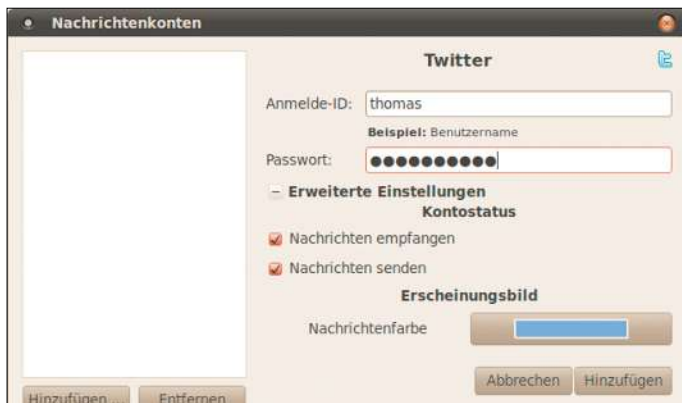 Nachrichtenkonten
Twitter
Anmelde-ID: thomas
Beispiel: Benutzername
Passwort: ●●●●●●●●●●
Erweiterte Einstellungen
Kontostatus
Nachrichten empfangen
Nachrichten senden
Erscheinungsbild
Nachrichtenfarbe
Abbrechen Hinzufügen
Hinzufügen ... Entfernen